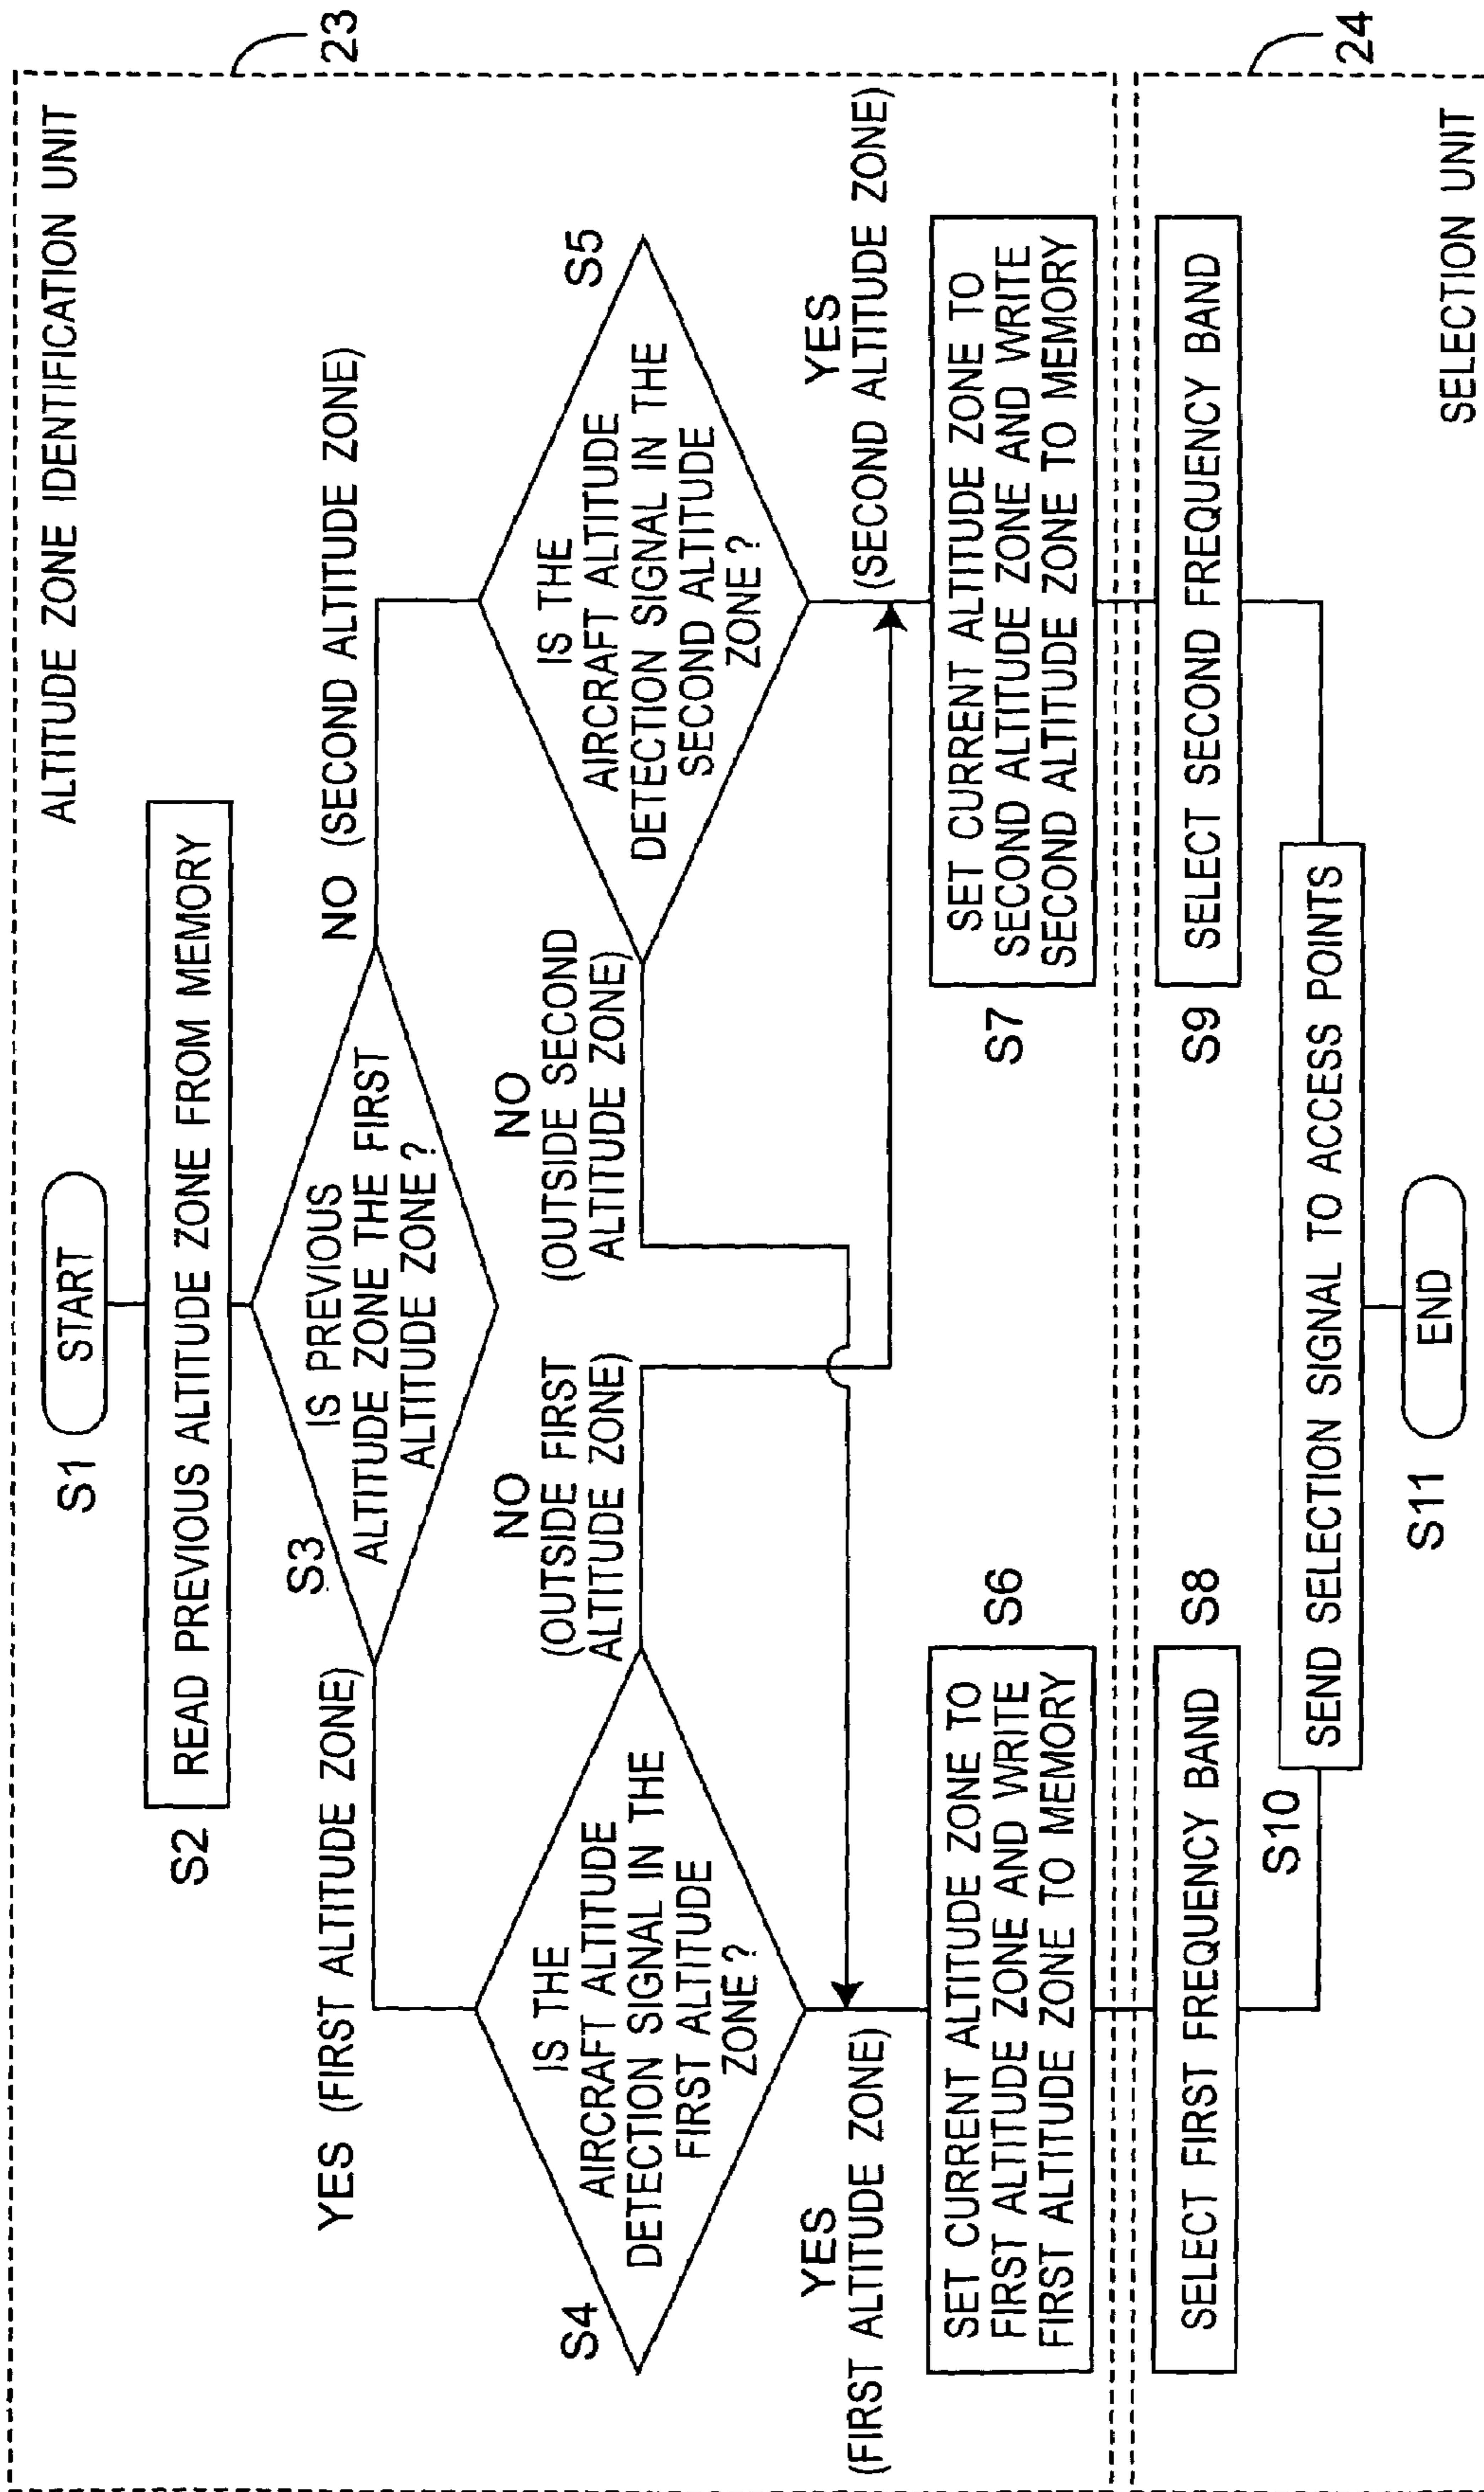 ALTITUDE ZONE IDENTIFICATION UNIT
23
S1
START
S2
READ PREVIOUS ALTITUDE ZONE FROM MEMORY
S3
IS PREVIOUS
ALTITUDE ZONE THE FIRST
ALTITUDE ZONE?
YES (FIRST ALTITUDE ZONE)
NO (SECOND ALTITUDE ZONE)
S4
IS THE
AIRCRAFT ALTITUDE
DETECTION SIGNAL IN THE
FIRST ALTITUDE
ZONE?
NO
(OUTSIDE FIRST
ALTITUDE ZONE)
NO
(OUTSIDE SECOND
ALTITUDE ZONE)
S5
IS THE
AIRCRAFT ALTITUDE
DETECTION SIGNAL IN THE
SECOND ALTITUDE
ZONE?
YES
(FIRST ALTITUDE ZONE)
YES
(SECOND ALTITUDE ZONE)
SET CURRENT ALTITUDE ZONE TO
FIRST ALTITUDE ZONE AND WRITE
FIRST ALTITUDE ZONE TO MEMORY
S6
S7
SET CURRENT ALTITUDE ZONE TO
SECOND ALTITUDE ZONE AND WRITE
SECOND ALTITUDE ZONE TO MEMORY
24
SELECT FIRST FREQUENCY BAND
S8
S9
SELECT SECOND FREQUENCY BAND
S10
SEND SELECTION SIGNAL TO ACCESS POINTS
S11
END
SELECTION UNIT